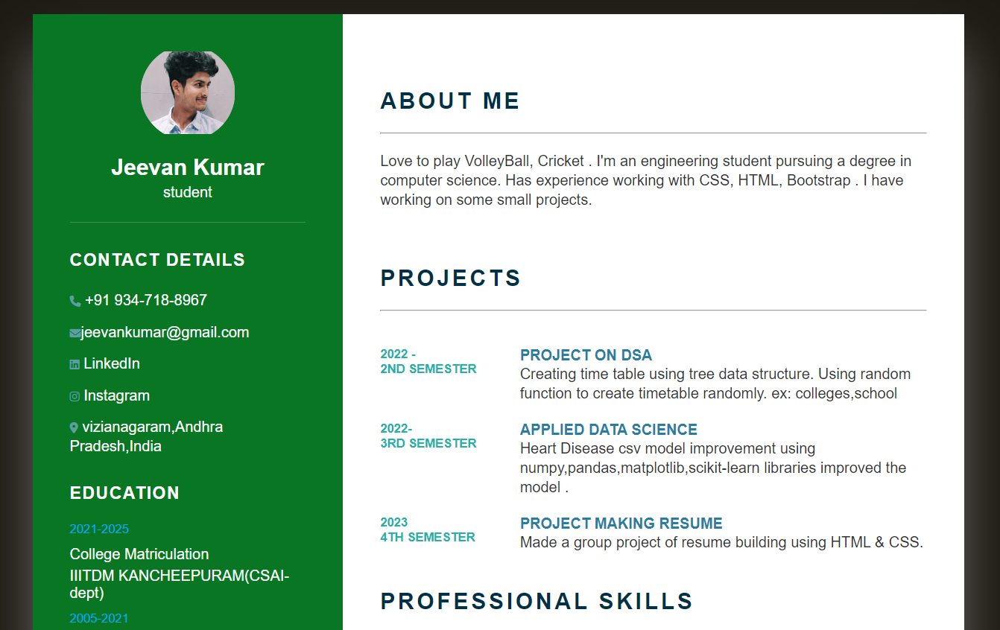 Jeevan Kumar
student
CONTACT DETAILS
+91 934-718-8967
jeevankumar@gmail.com
LinkedIn
Instagram
vizianagaram,Andhra
Pradesh,India
EDUCATION
2021-2025
College Matriculation
IIITDM KANCHEEPURAM(CSAI-
dept)
2005-2021
ABOUT ME
Love to play VolleyBall, Cricket . I'm an engineering student pursuing a degree in
computer science. Has experience working with CSS, HTML, Bootstrap . I have
working on some small projects.
PROJECTS
2022 -
2ND SEMESTER
PROJECT ON DSA
Creating time table using tree data structure. Using random
function to create timetable randomly. ex: colleges,school
2022-
3RD SEMESTER
APPLIED DATA SCIENCE
Heart Disease csv model improvement using
numpy,pandas,matplotlib,scikit-learn libraries improved the
model .
2023
4TH SEMESTER
PROJECT MAKING RESUME
Made a group project of resume building using HTML & CSS.
PROFESSIONAL SKILLS